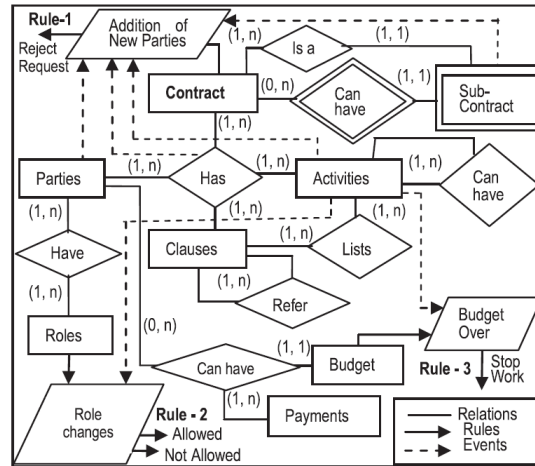 Rule-1
Addition of
New Parties
Reject
Request
(1, n)
Is a
(1, 1)
Contract
(0, n)
Can
have
(1, 1)
Sub-
Contract
(1, n)
Parties
(1, n)
Has
(1, n)
Activities
(1, n)
Can
have
(1, n)
(1, n)
(1, n)
Have
Clauses
(1, n)
Lists
(1, n)
(1, n)
Refer
Roles
(0, n)
Budget
Over
Can have
(1, 1)
Budget
Rule - 3
Stop
Work
Role
changes
Rule - 2
Allowed
Not Allowed
(1, n)
Payments
Relations
Rules
Events